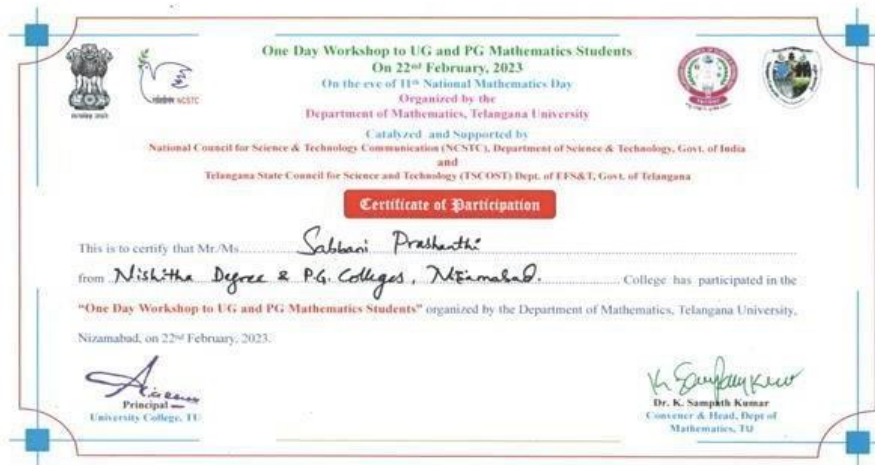 One Day Workshop to UG and PG Mathematics Students
On 22nd February, 2023
On the eve of 11th National Mathematics Day
Organized by the
Department of Mathematics, Telangana University
Catalyzed and Supported by
National Council for Science & Technology Communication (NCSTC), Department of Science & Technology, Govt. of India
and
Telangana State Council for Science and Technology (TSCOST) Dept. of EFS&T, Govt. of Telangana
NCSTC
Certificate of Participation
This is to certify that Mr./Ms. Sabbani Prashanthi
from Nishitha Degree & P.G. Colleges, Nizamabad. College has participated in the
"One Day Workshop to UG and PG Mathematics Students" organized by the Department of Mathematics, Telangana University,
Nizamabad, on 22nd February, 2023.
Principal
University College, TU
K. Sampath Kumar
Dr. K. Sampath Kumar
Convener & Head, Dept of
Mathematics, TU